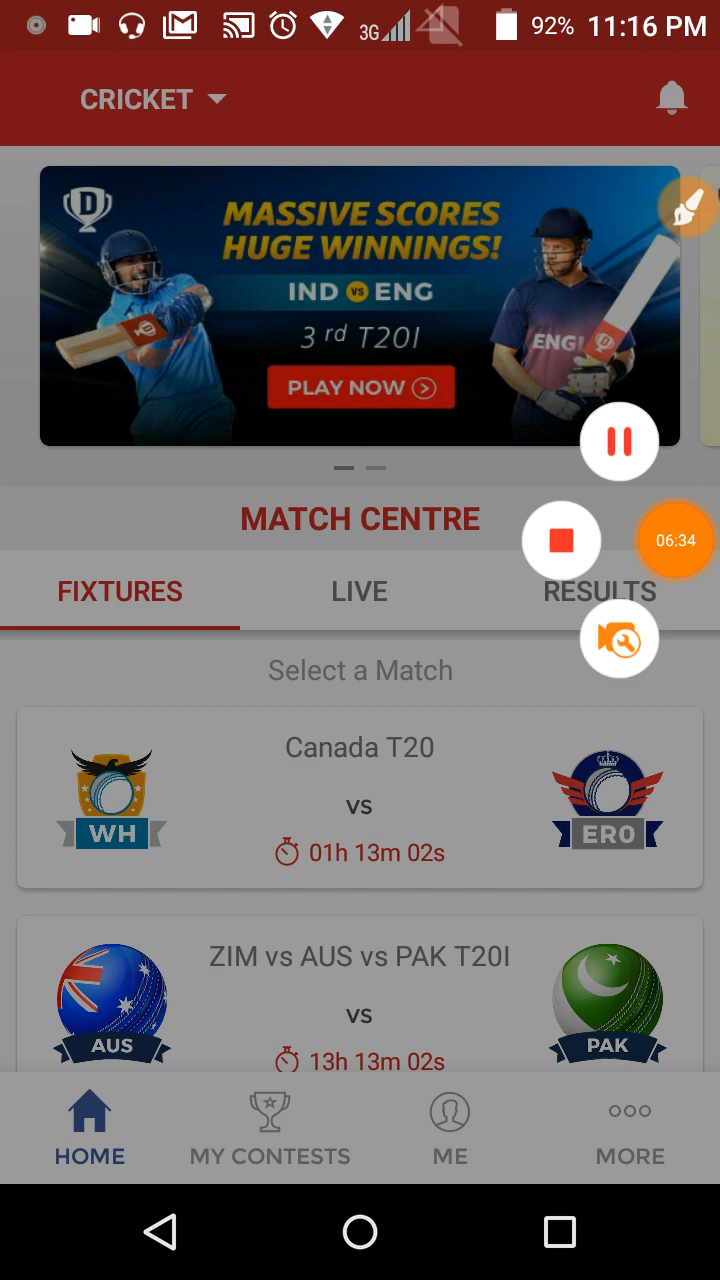 3G 92% 11:16 PM
CRICKET
D
MASSIVE SCORES
HUGE WINNINGS!
IND VS ENG
3 rd T20I
PLAY NOW
ENGL
MATCH CENTRE
06:34
FIXTURES LIVE RESULTS
Select a Match
Canada T20
VS
WH ERO
01h 13m 02s
ZIM vs AUS vs PAK T20I
VS
AUS PAK
13h 13m 02s
HOME MY CONTESTS ME MORE